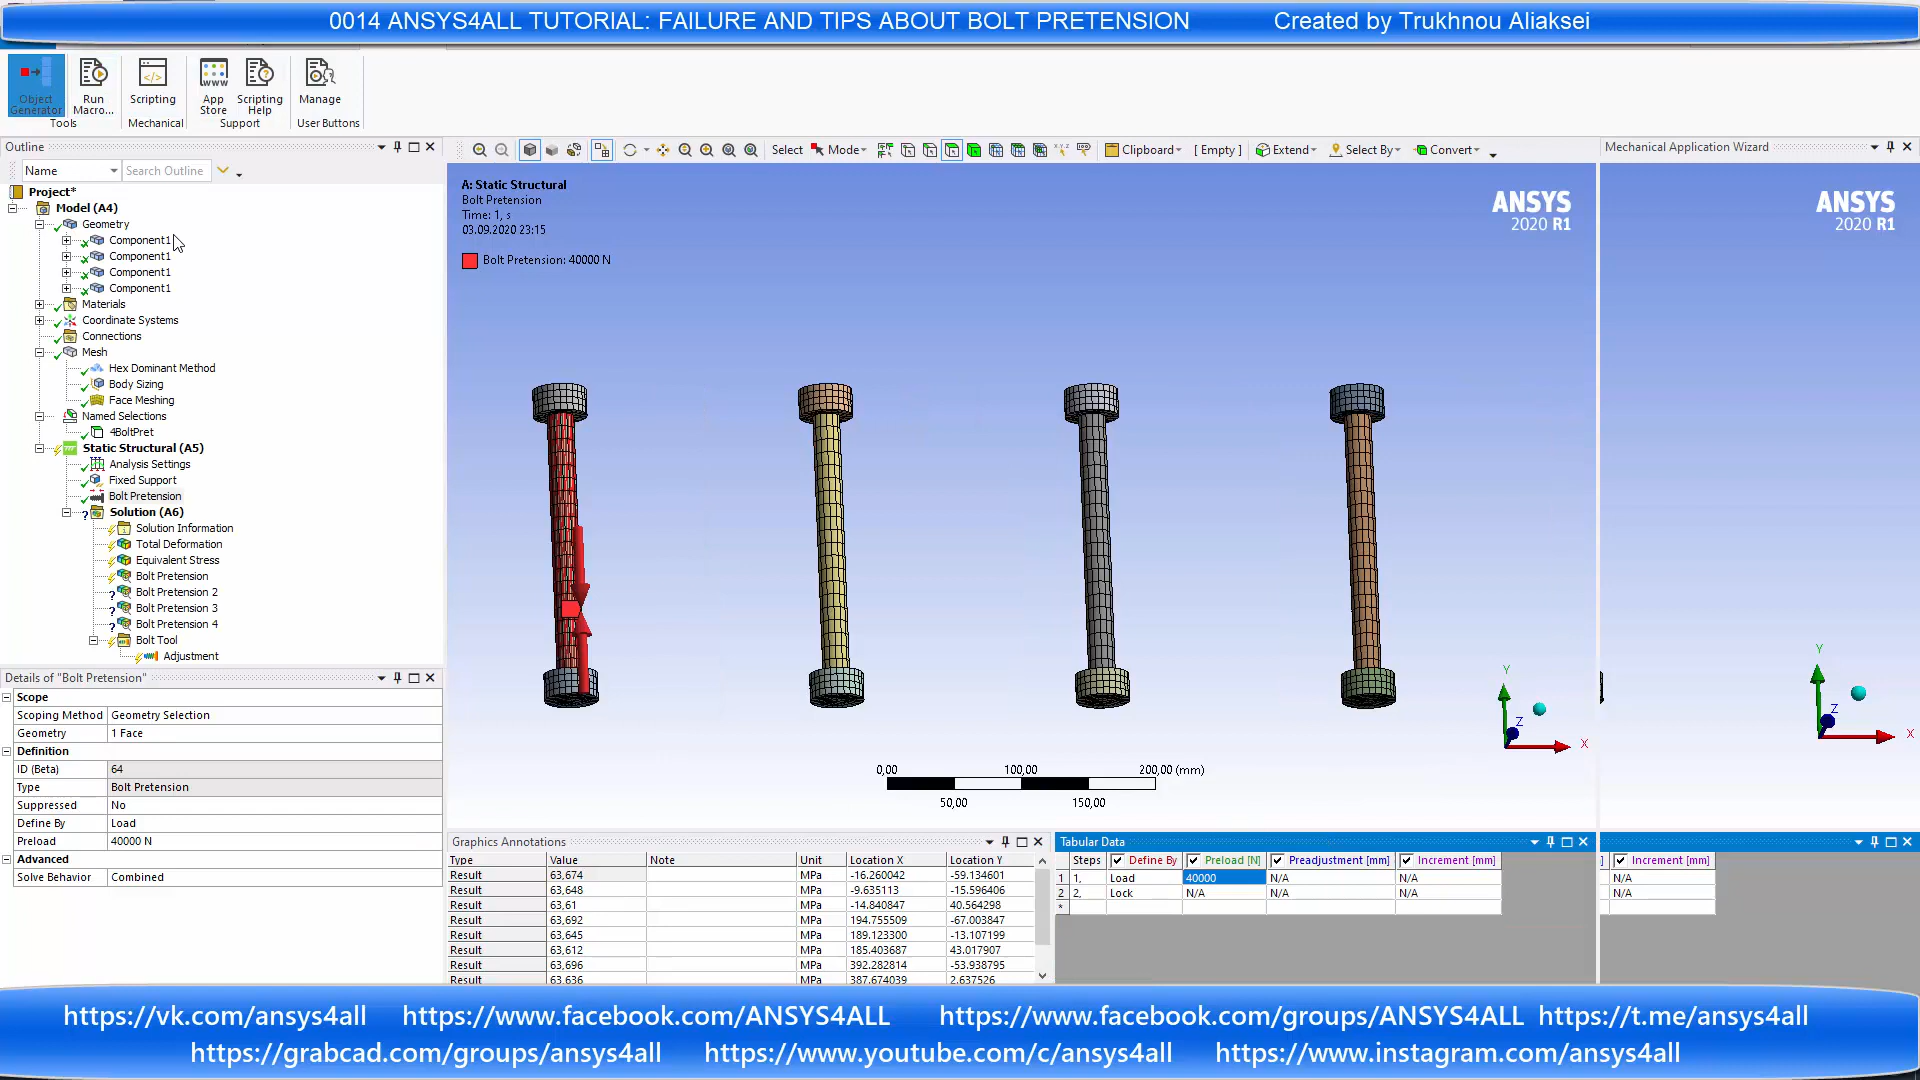 0014 ANSYS4ALL TUTORIAL: FAILURE AND TIPS ABOUT BOLT PRETENSION Created by Trukhnou Aliaksei
Object Generator
Run Macro...
Scripting
App Store
Scripting Help
Manage
Tools
Mechanical
Support
User Buttons
Outline
Name
Search Outline
Project*
Model (A4)
Geometry
Component1
Component1
Component1
Component1
Materials
Coordinate Systems
Connections
Mesh
Hex Dominant Method
Body Sizing
Face Meshing
Named Selections
4BoltPret
Static Structural (A5)
Analysis Settings
Fixed Support
Bolt Pretension
Solution (A6)
Solution Information
Total Deformation
Equivalent Stress
Bolt Pretension
Bolt Pretension 2
Bolt Pretension 3
Bolt Pretension 4
Bolt Tool
Adjustment
Details of "Bolt Pretension"
Scope
Scoping Method Geometry Selection
Geometry 1 Face
Definition
ID (Beta) 64
Type Bolt Pretension
Suppressed No
Define By Load
Preload 40000 N
Advanced
Solve Behavior Combined
Select Mode Clipboard [ Empty ] Extend Select By Convert
Mechanical Application Wizard
A: Static Structural
Bolt Pretension
Time: 1, s
03.09.2020 23:15
Bolt Pretension: 40000 N
ANSYS
2020 R1
ANSYS
2020 R1
Y
Z
X
Y
Z
X
0,00 100,00 200,00 (mm)
50,00 150,00
Graphics Annotations
Type Value Note Unit Location X Location Y
Result 63,674 MPa -16.260042 -59.134601
Result 63,648 MPa -9.635113 -15.596406
Result 63,61 MPa -14.840847 40.564298
Result 63,692 MPa 194.755509 -67.003847
Result 63,645 MPa 189.123300 -13.107199
Result 63,612 MPa 185.403687 43.017907
Result 63,696 MPa 392.282814 -53.938795
Result 63,636 MPa 387.674039 2.637526
Tabular Data
Steps Define By Preload [N] Preadjustment [mm] Increment [mm]
1 1, Load 40000 N/A N/A
2 2, Lock N/A N/A N/A
*
Increment [mm]
N/A
N/A
https://vk.com/ansys4all https://www.facebook.com/ANSYS4ALL https://www.facebook.com/groups/ANSYS4ALL https://t.me/ansys4all
https://grabcad.com/groups/ansys4all https://www.youtube.com/c/ansys4all https://www.instagram.com/ansys4all